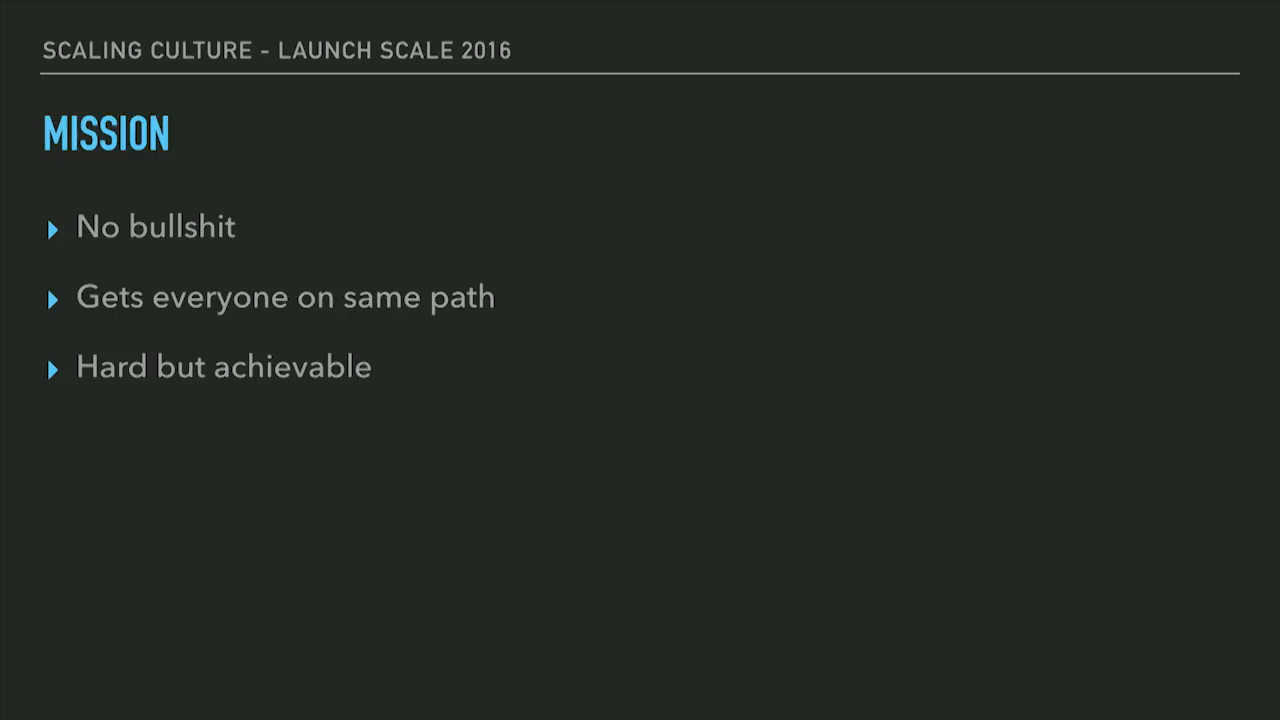 SCALING CULTURE - LAUNCH SCALE 2016
MISSION
No bullshit
Gets everyone on same path
Hard but achievable